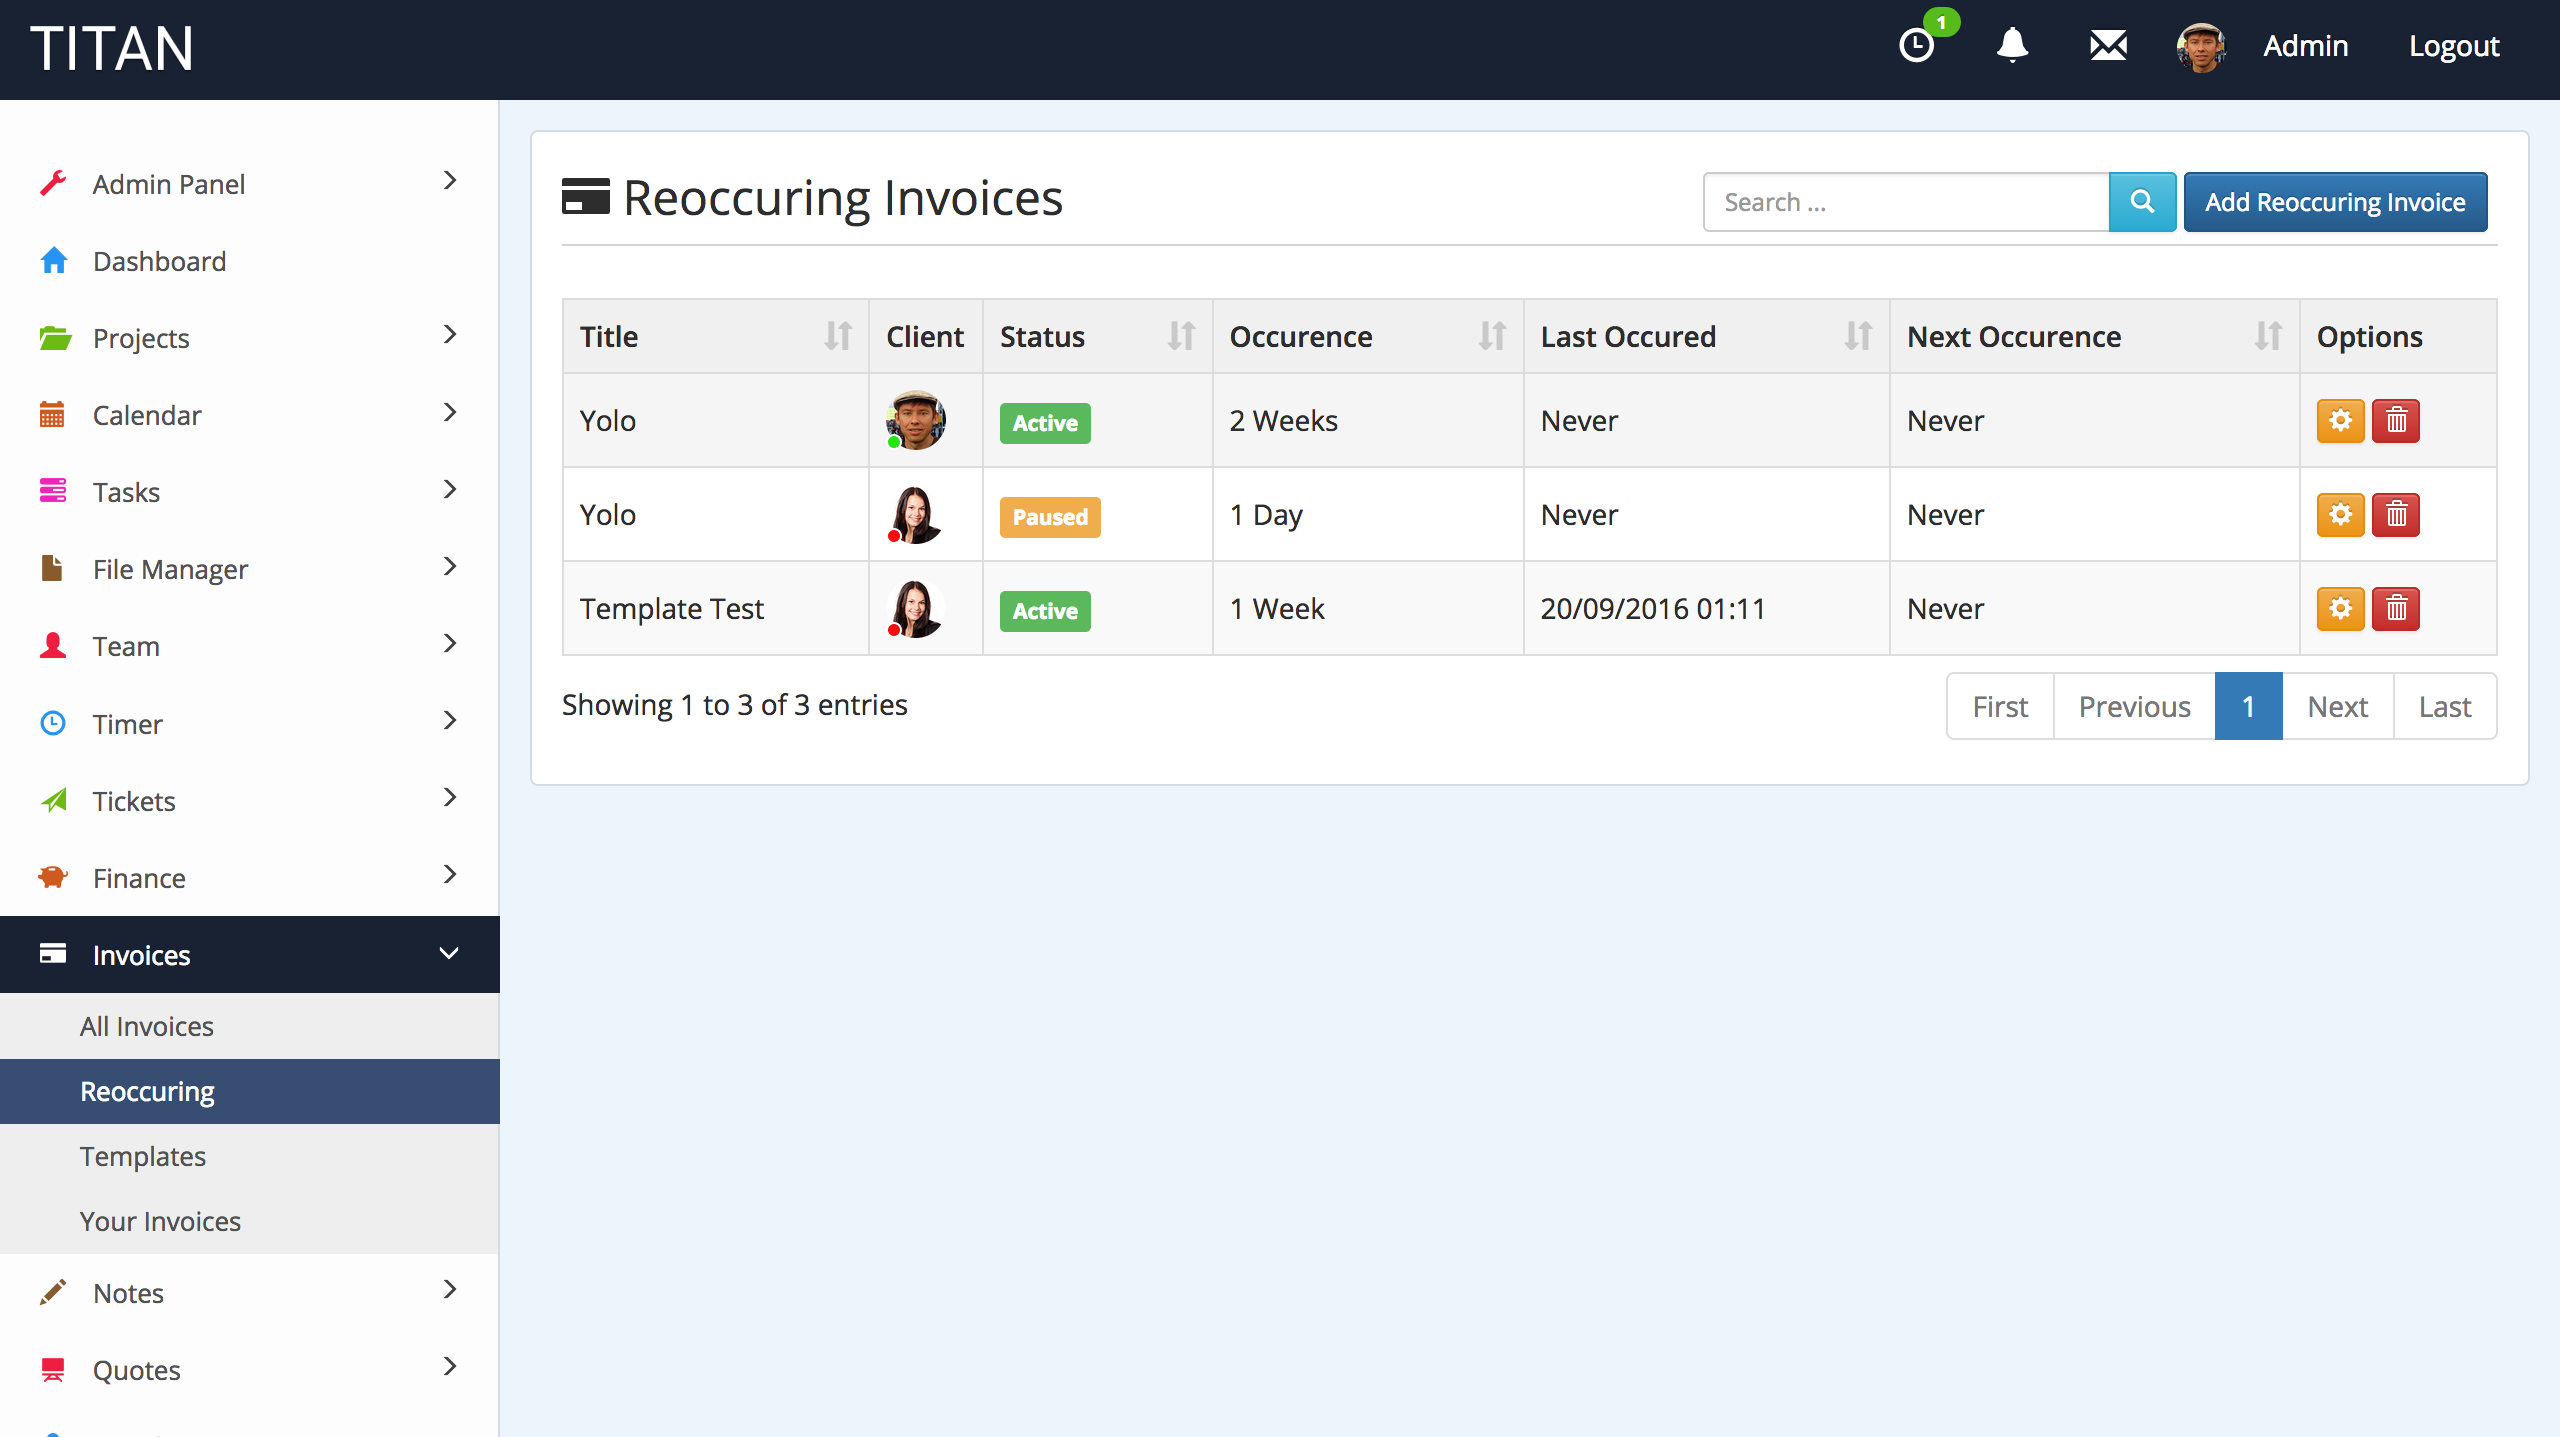 TITAN
1
Admin
Logout
Admin Panel
Dashboard
Projects
Calendar
Tasks
File Manager
Team
Timer
Tickets
Finance
Invoices
All Invoices
Reoccuring
Templates
Your Invoices
Notes
Quotes
Reoccuring Invoices
Search ...
Add Reoccuring Invoice
Title Client Status Occurence Last Occured Next Occurence Options
Yolo Active 2 Weeks Never Never
Yolo Paused 1 Day Never Never
Template Test Active 1 Week 20/09/2016 01:11 Never
Showing 1 to 3 of 3 entries
First Previous 1 Next Last